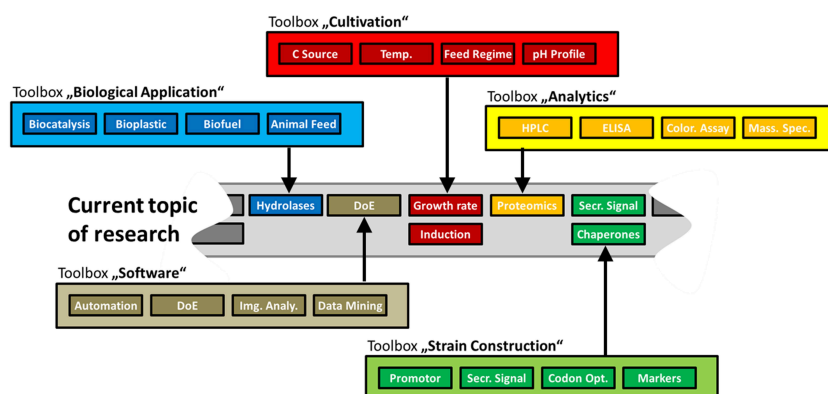 Toolbox „Cultivation“
C Source Temp. Feed Regime pH Profile
Toolbox „Biological Application“
Biocatalysis Bioplastic Biofuel Animal Feed
Toolbox „Analytics“
HPLC ELISA Color. Assay Mass. Spec.
Current topic
of research
Hydrolases DoE Growth rate Proteomics Secr. Signal
Induction Chaperones
Toolbox „Software“
Automation DoE Img. Analy. Data Mining
Toolbox „Strain Construction“
Promotor Secr. Signal Codon Opt. Markers